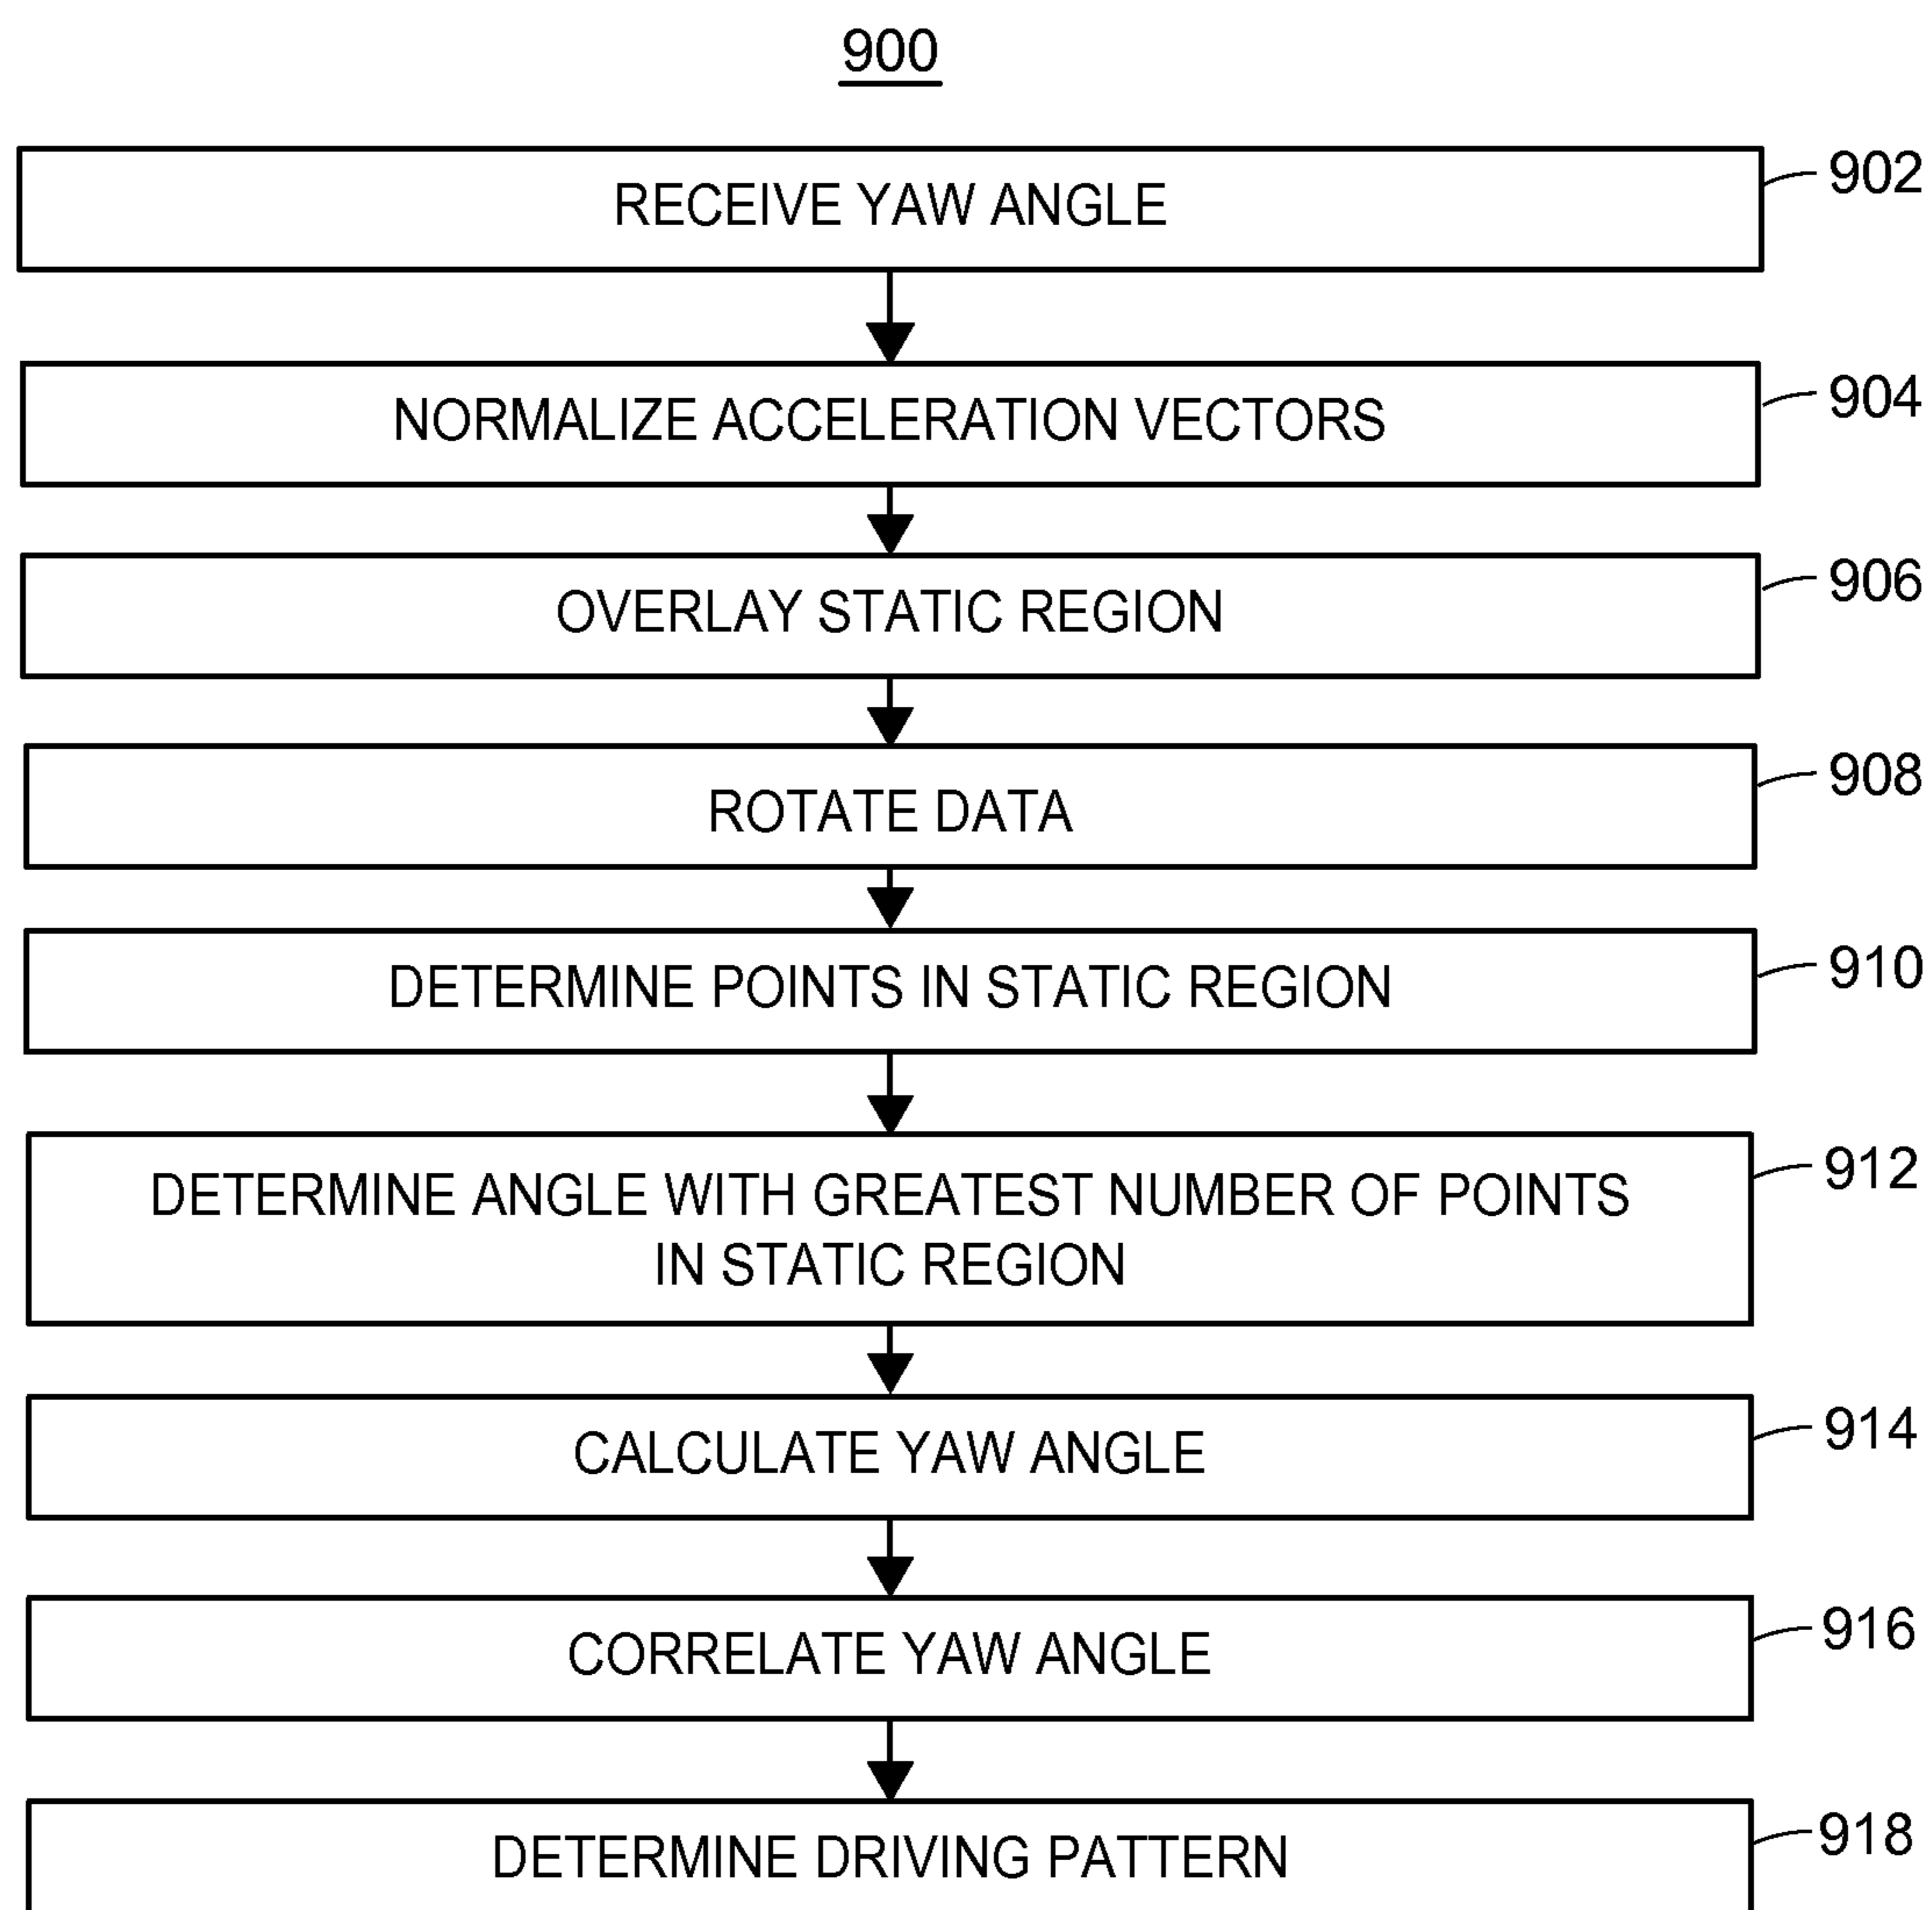 900
RECEIVE YAW ANGLE
902
NORMALIZE ACCELERATION VECTORS
904
OVERLAY STATIC REGION
906
ROTATE DATA
908
DETERMINE POINTS IN STATIC REGION
910
DETERMINE ANGLE WITH GREATEST NUMBER OF POINTS
IN STATIC REGION
912
CALCULATE YAW ANGLE
914
CORRELATE YAW ANGLE
916
DETERMINE DRIVING PATTERN
918